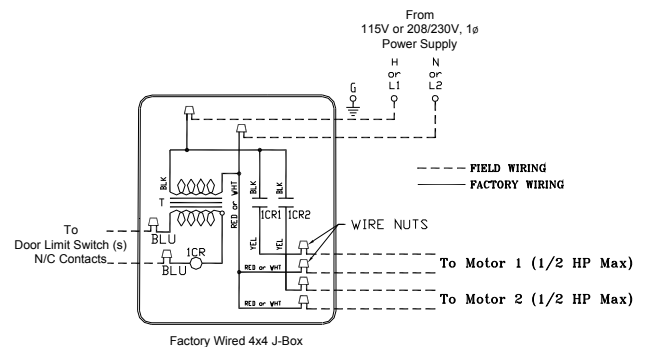 From
115V or 208/230V, 1ø
Power Supply
H N
or or
G L1 L2
FIELD WIRING
FACTORY WIRING
BLK
T
RED or WHT
BLK
BLK
1CR1 1CR2
WIRE NUTS
To
Door Limit Switch (s)
N/C Contacts
BLU
BLU
1CR
YEL
YEL
RED or WHT
To Motor 1 (1/2 HP Max)
RED or WHT
To Motor 2 (1/2 HP Max)
Factory Wired 4x4 J-Box